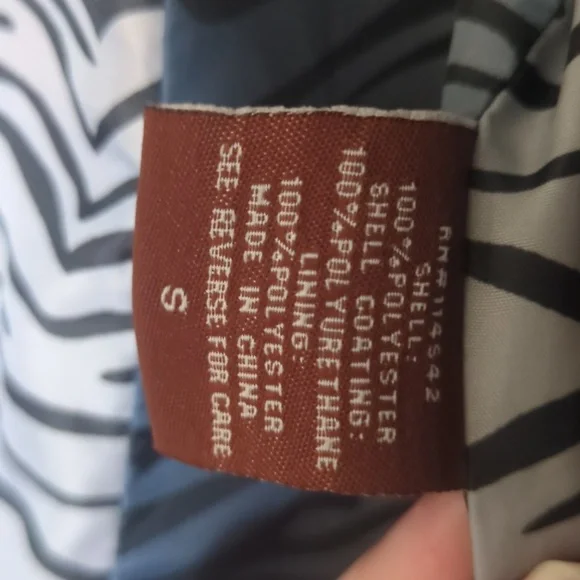 RN#114542
SHELL:
100%POLYESTER
SHELL COATING:
100%POLYURETHANE
LINING:
100%POLYESTER
MADE IN CHINA
SEE REVERSE FOR CARE
S